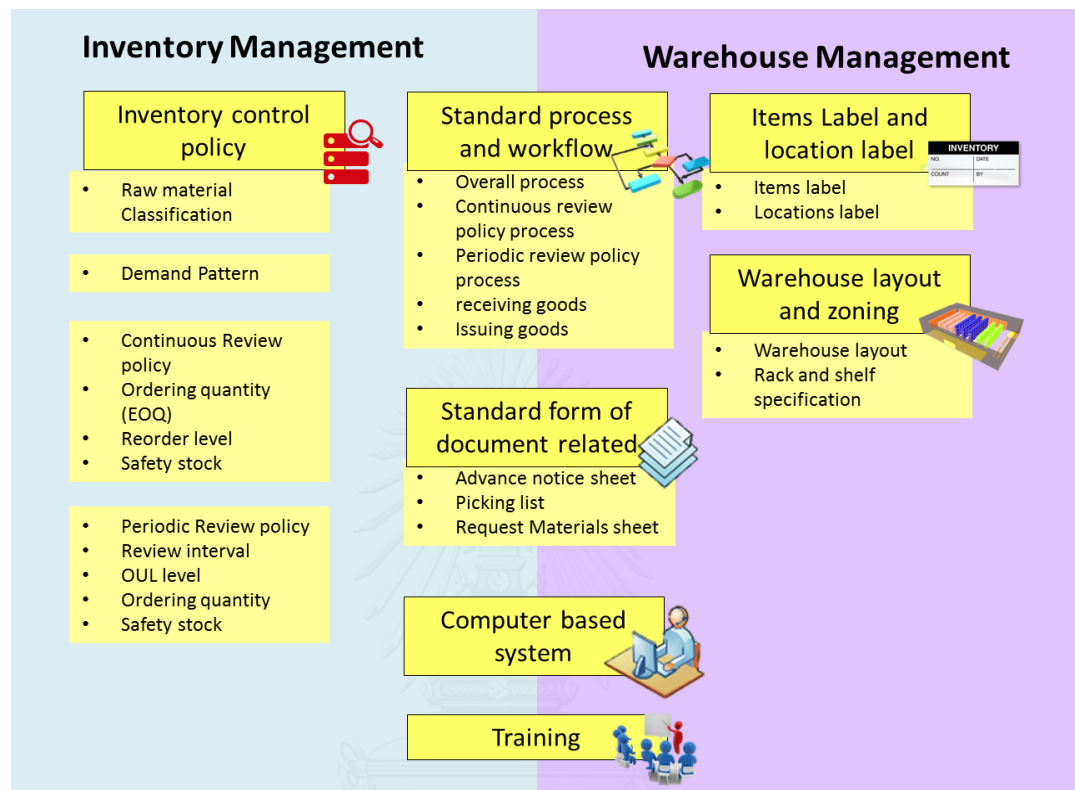 Inventory Management
Warehouse Management
Inventory control
policy
• Raw material
Classification
• Demand Pattern
• Continuous Review
policy
• Ordering quantity
(EOQ)
• Reorder level
• Safety stock
• Periodic Review policy
• Review interval
• OUL level
• Ordering quantity
• Safety stock
Standard process
and workflow
• Overall process
• Continuous review
policy process
• Periodic review policy
process
• receiving goods
• Issuing goods
Standard form of
document related
• Advance notice sheet
• Picking list
• Request Materials sheet
Computer based
system
Training
Items Label and
location label
INVENTORY
NO. DATE
COUNT BY
• Items label
• Locations label
Warehouse layout
and zoning
• Warehouse layout
• Rack and shelf
specification